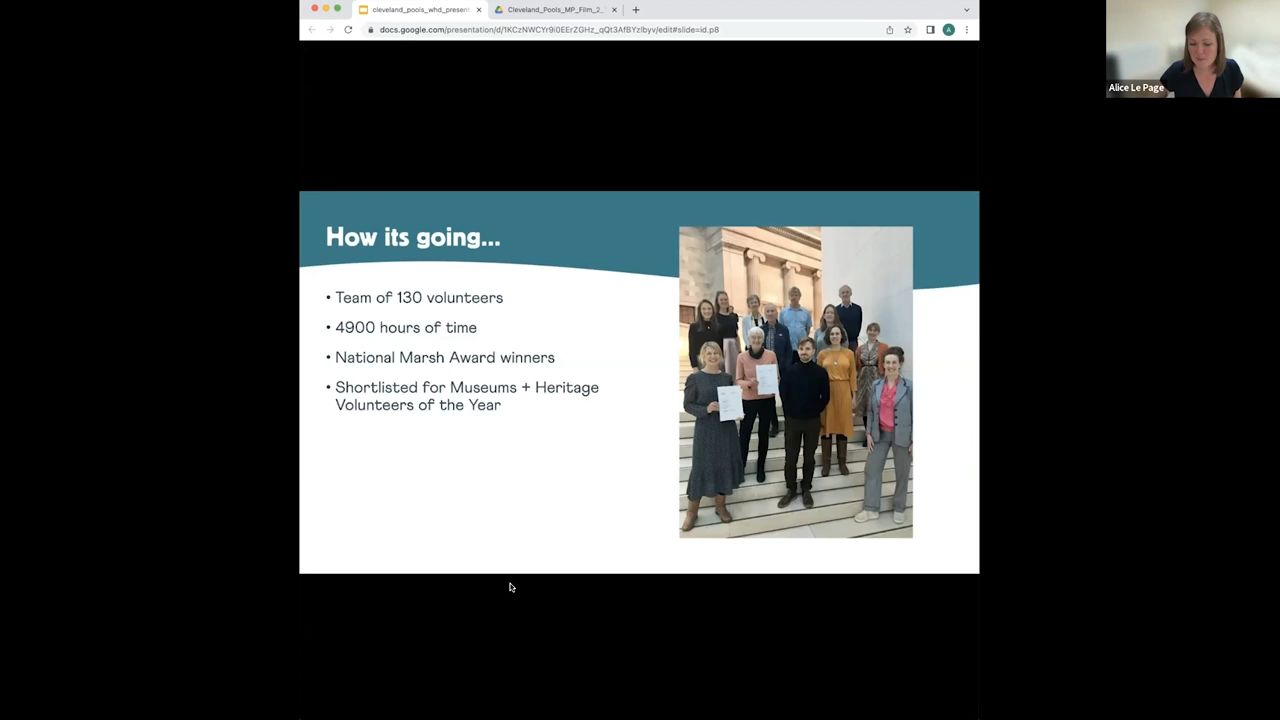 cleveland_pools_whd_present
Cleveland_Pools_MP_Film_2_
docs.google.com/presentation/d/1KCzNWCYr9i0EErZGHz_qQt3AfBYzlbyv/edit#slide=id.p8
A
Alice Le Page
How its going...
• Team of 130 volunteers
• 4900 hours of time
• National Marsh Award winners
• Shortlisted for Museums + Heritage
Volunteers of the Year